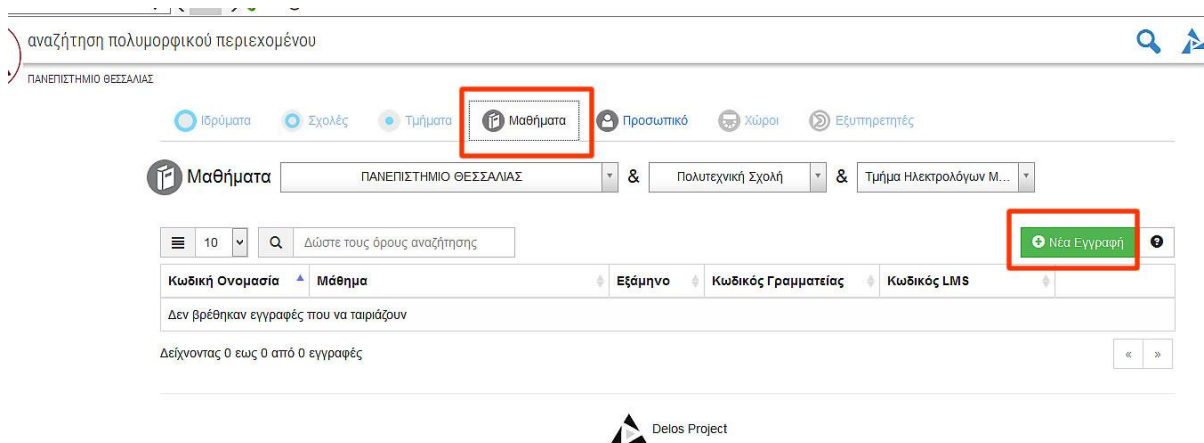 αναζήτηση πολυμορφικού περιεχομένου
ΠΑΝΕΠΙΣΤΗΜΙΟ ΘΕΣΣΑΛΙΑΣ
Ιδρύματα Σχολές Τμήματα Μαθήματα Προσωπικό Χώροι Εξυπηρετητές
Μαθήματα ΠΑΝΕΠΙΣΤΗΜΙΟ ΘΕΣΣΑΛΙΑΣ & Πολυτεχνική Σχολή & Τμήμα Ηλεκτρολόγων Μ...
10 Δώστε τους όρους αναζήτησης Νέα Εγγραφή
Κωδική Ονομασία Μάθημα Εξάμηνο Κωδικός Γραμματείας Κωδικός LMS
Δεν βρέθηκαν εγγραφές που να ταιριάζουν
Δείχνοντας 0 εως 0 από 0 εγγραφές « »
Delos Project